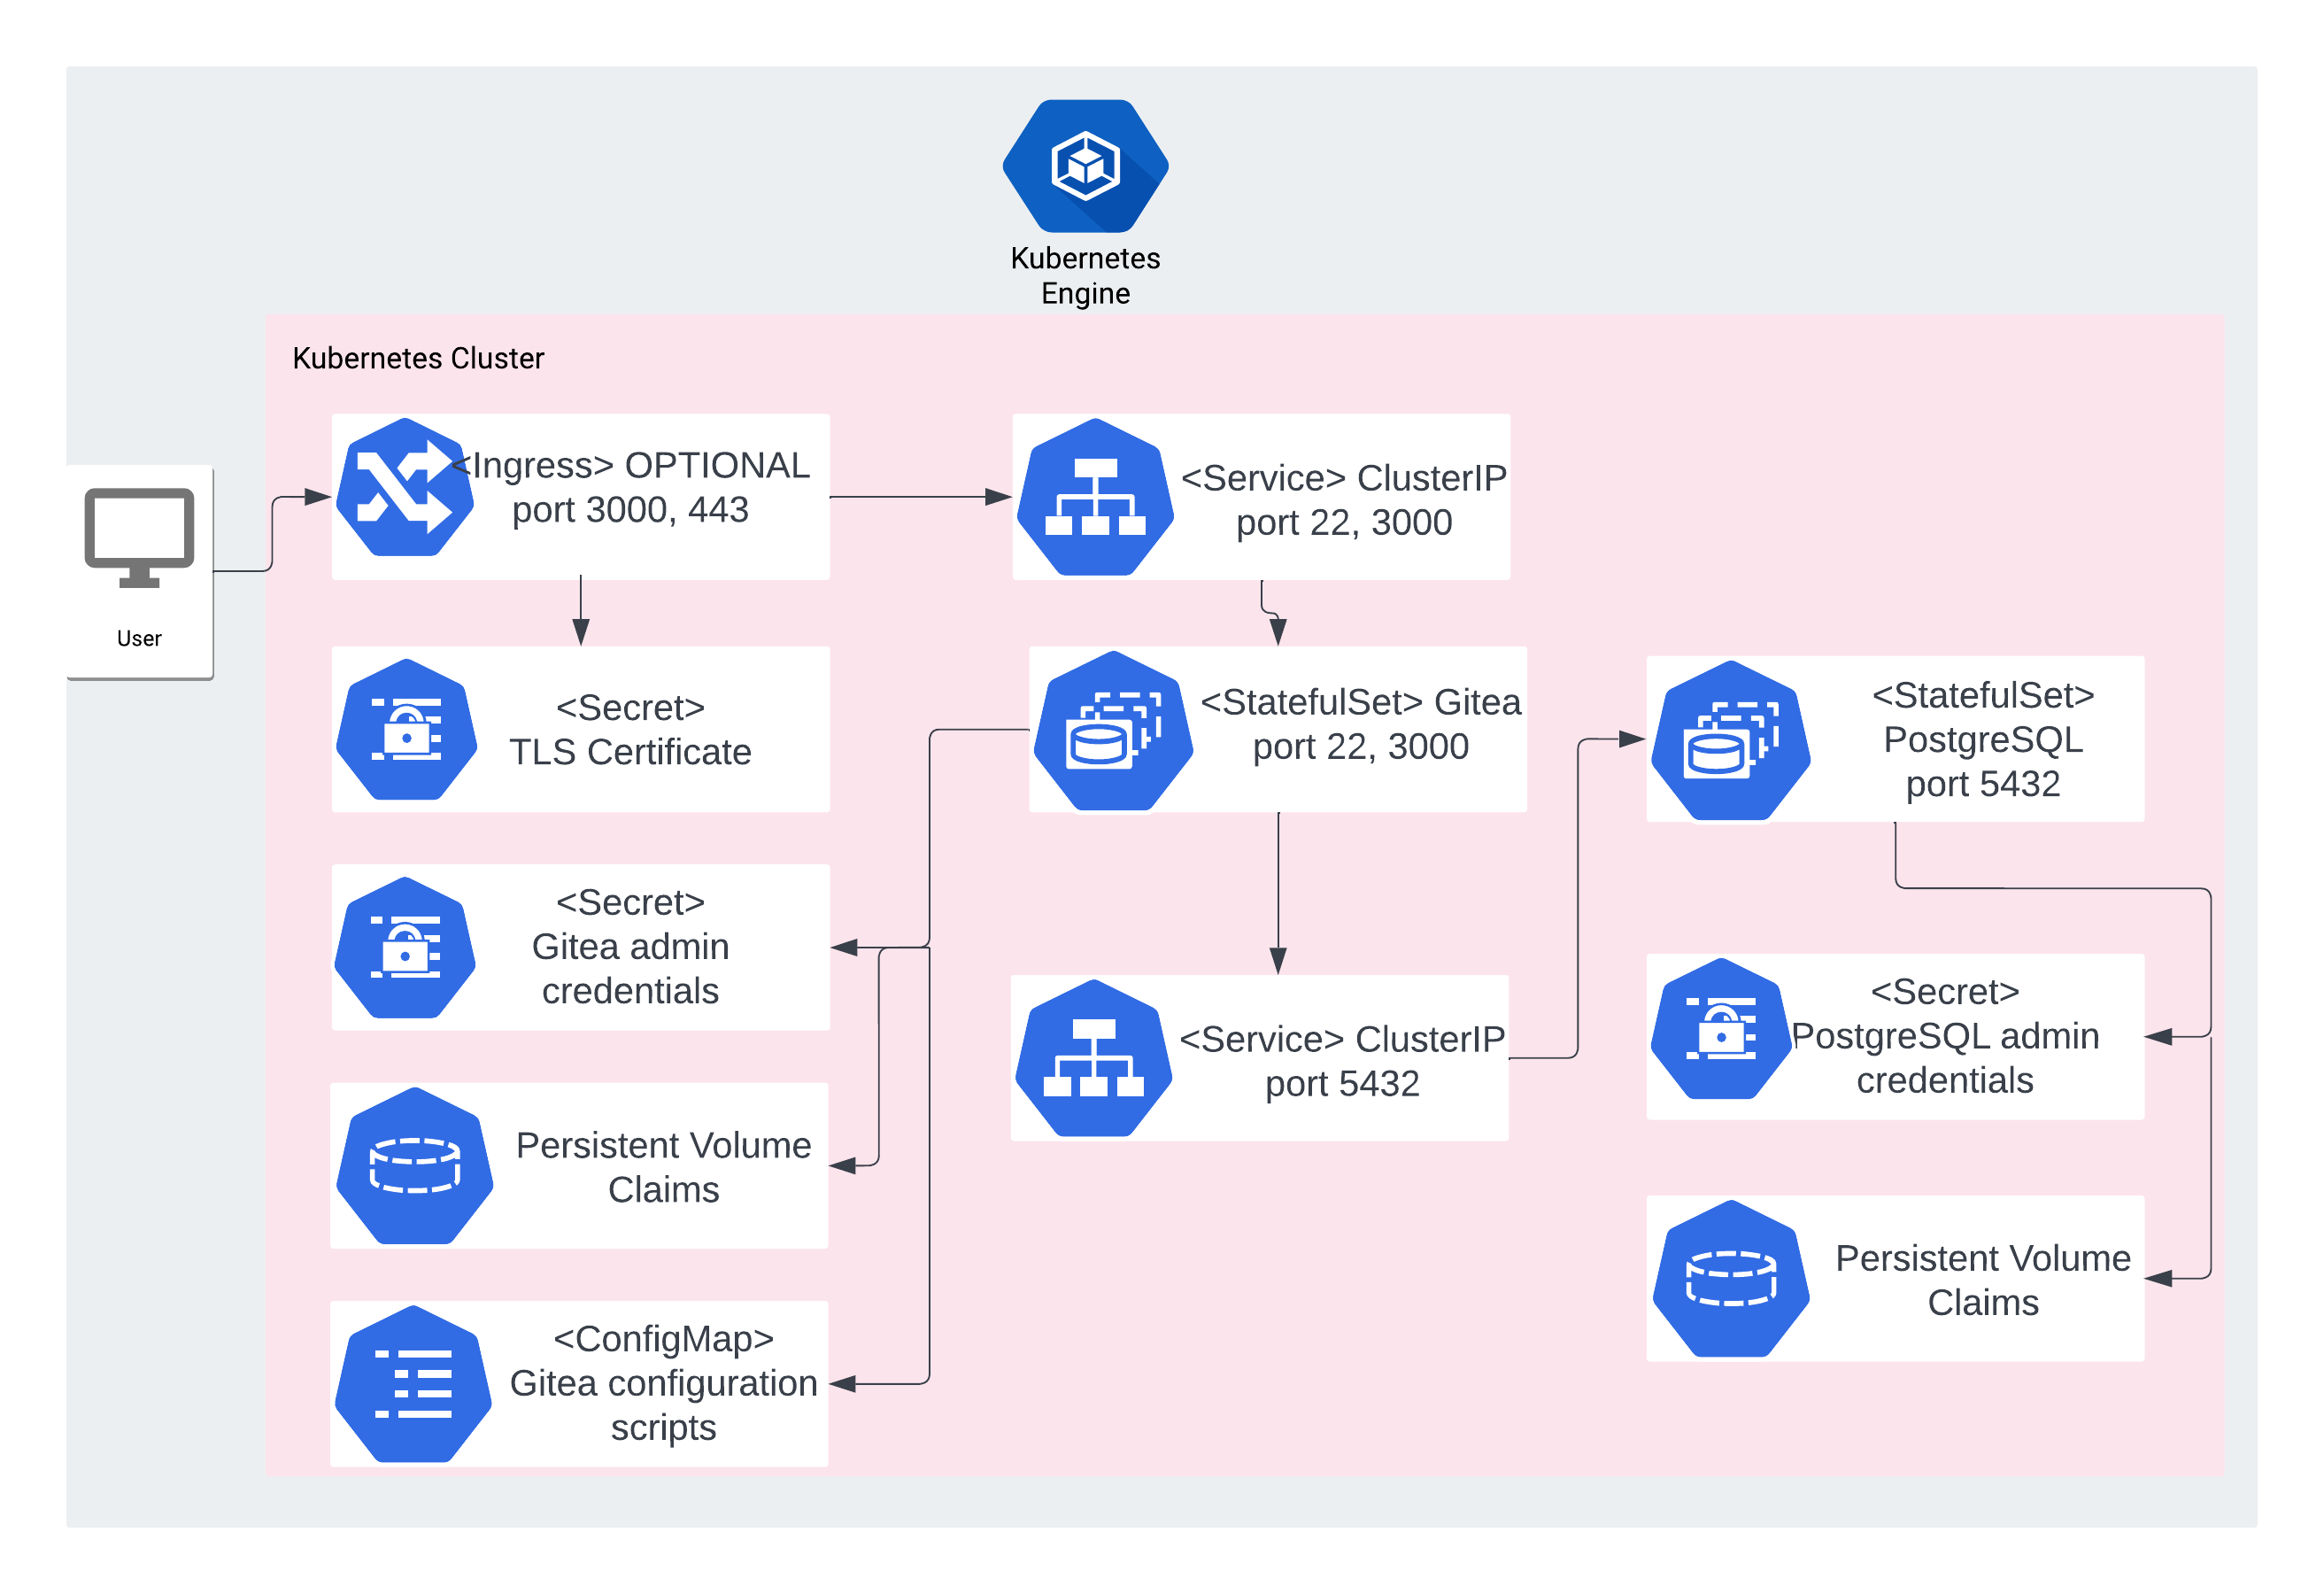 Kubernetes
Engine
Kubernetes Cluster
User
<Ingress> OPTIONAL
port 3000, 443
<Service> ClusterIP
port 22, 3000
<Secret>
TLS Certificate
<StatefulSet> Gitea
port 22, 3000
<StatefulSet>
PostgreSQL
port 5432
<Secret>
Gitea admin
credentials
<Service> ClusterIP
port 5432
<Secret>
PostgreSQL admin
credentials
Persistent Volume
Claims
Persistent Volume
Claims
<ConfigMap>
Gitea configuration
scripts